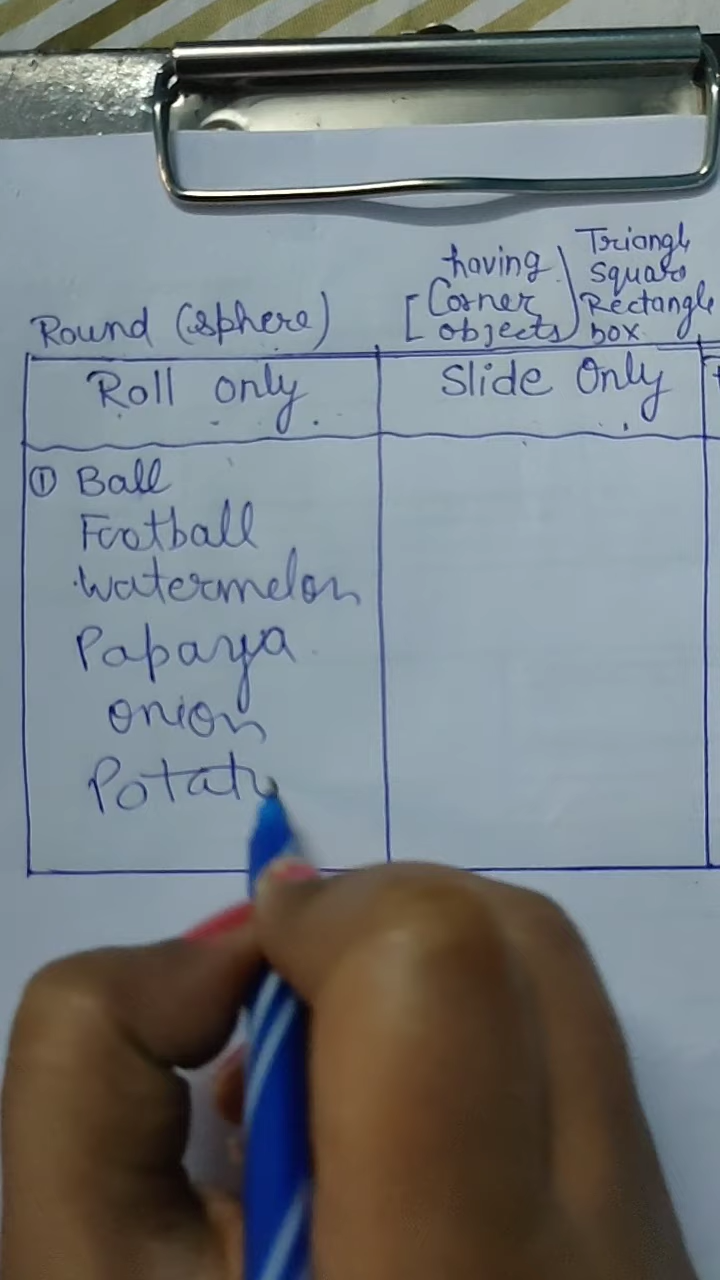 Round (sphere)
having
[Corner
objects
Triangle
Square
Rectangle
box
Roll only
Slide Only
① Ball
Football
Watermelon
Papaya
onion
Potato